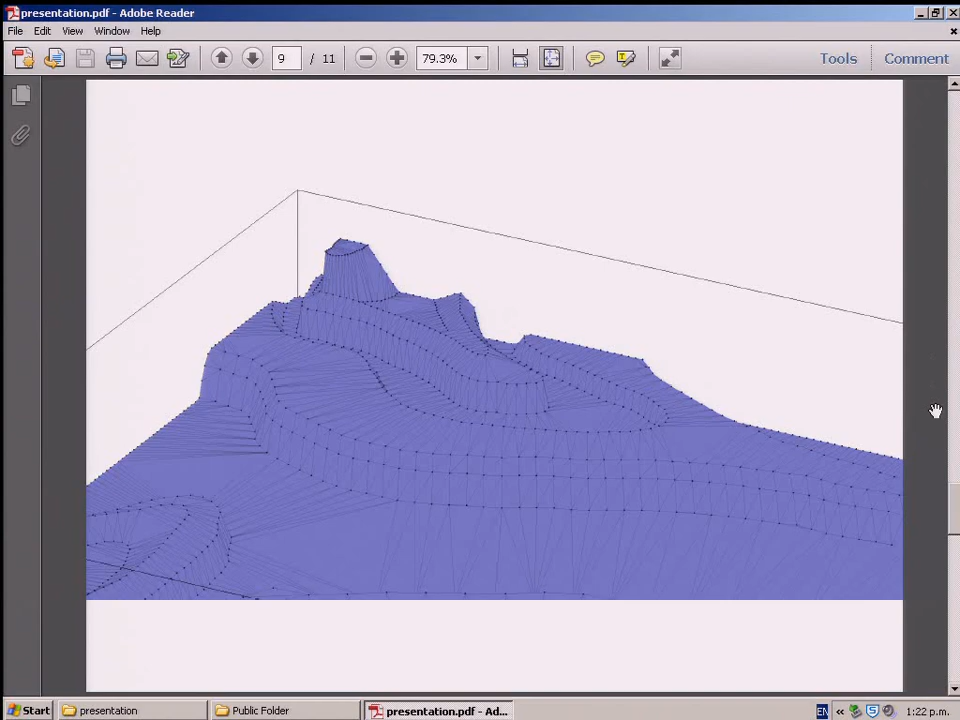 presentation.pdf - Adobe Reader
File Edit View Window Help
9 / 11 79.3% Tools Comment
Start presentation Public Folder presentation.pdf - Ad... EN « 1:22 p.m.